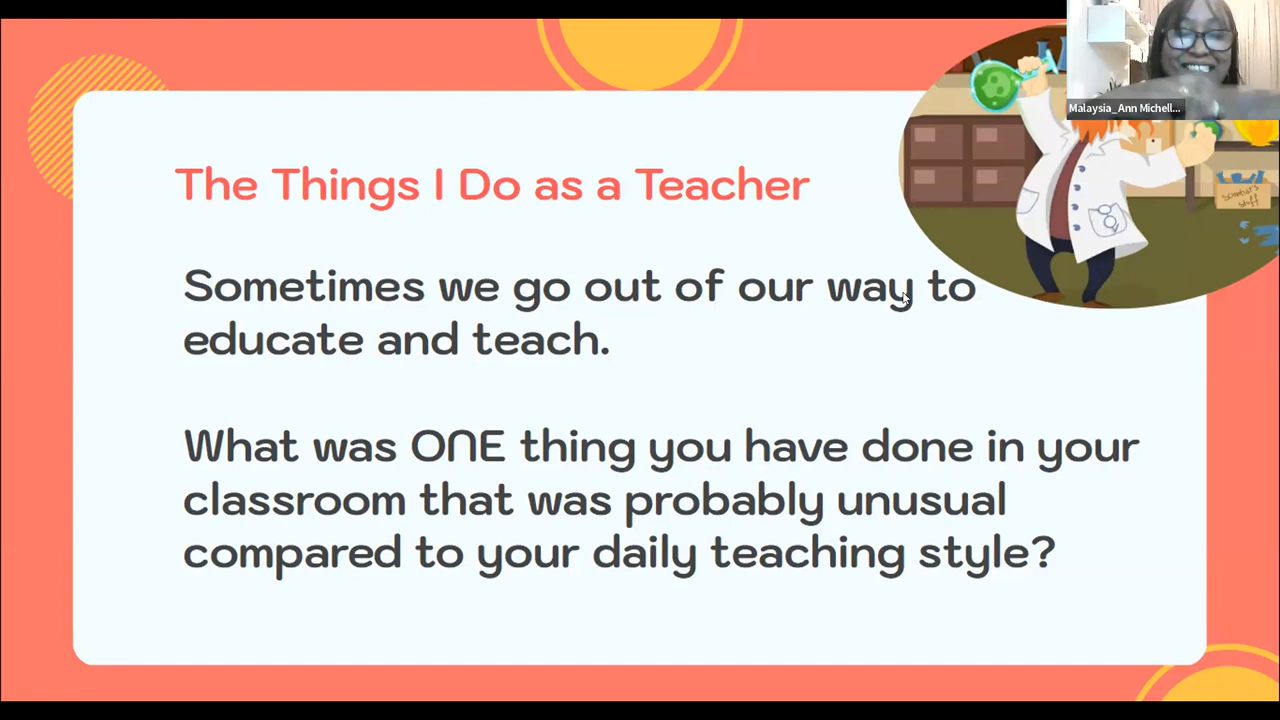 Malaysia_Ann Michell...
The Things I Do as a Teacher
Sometimes we go out of our way to
educate and teach.
What was ONE thing you have done in your
classroom that was probably unusual
compared to your daily teaching style?